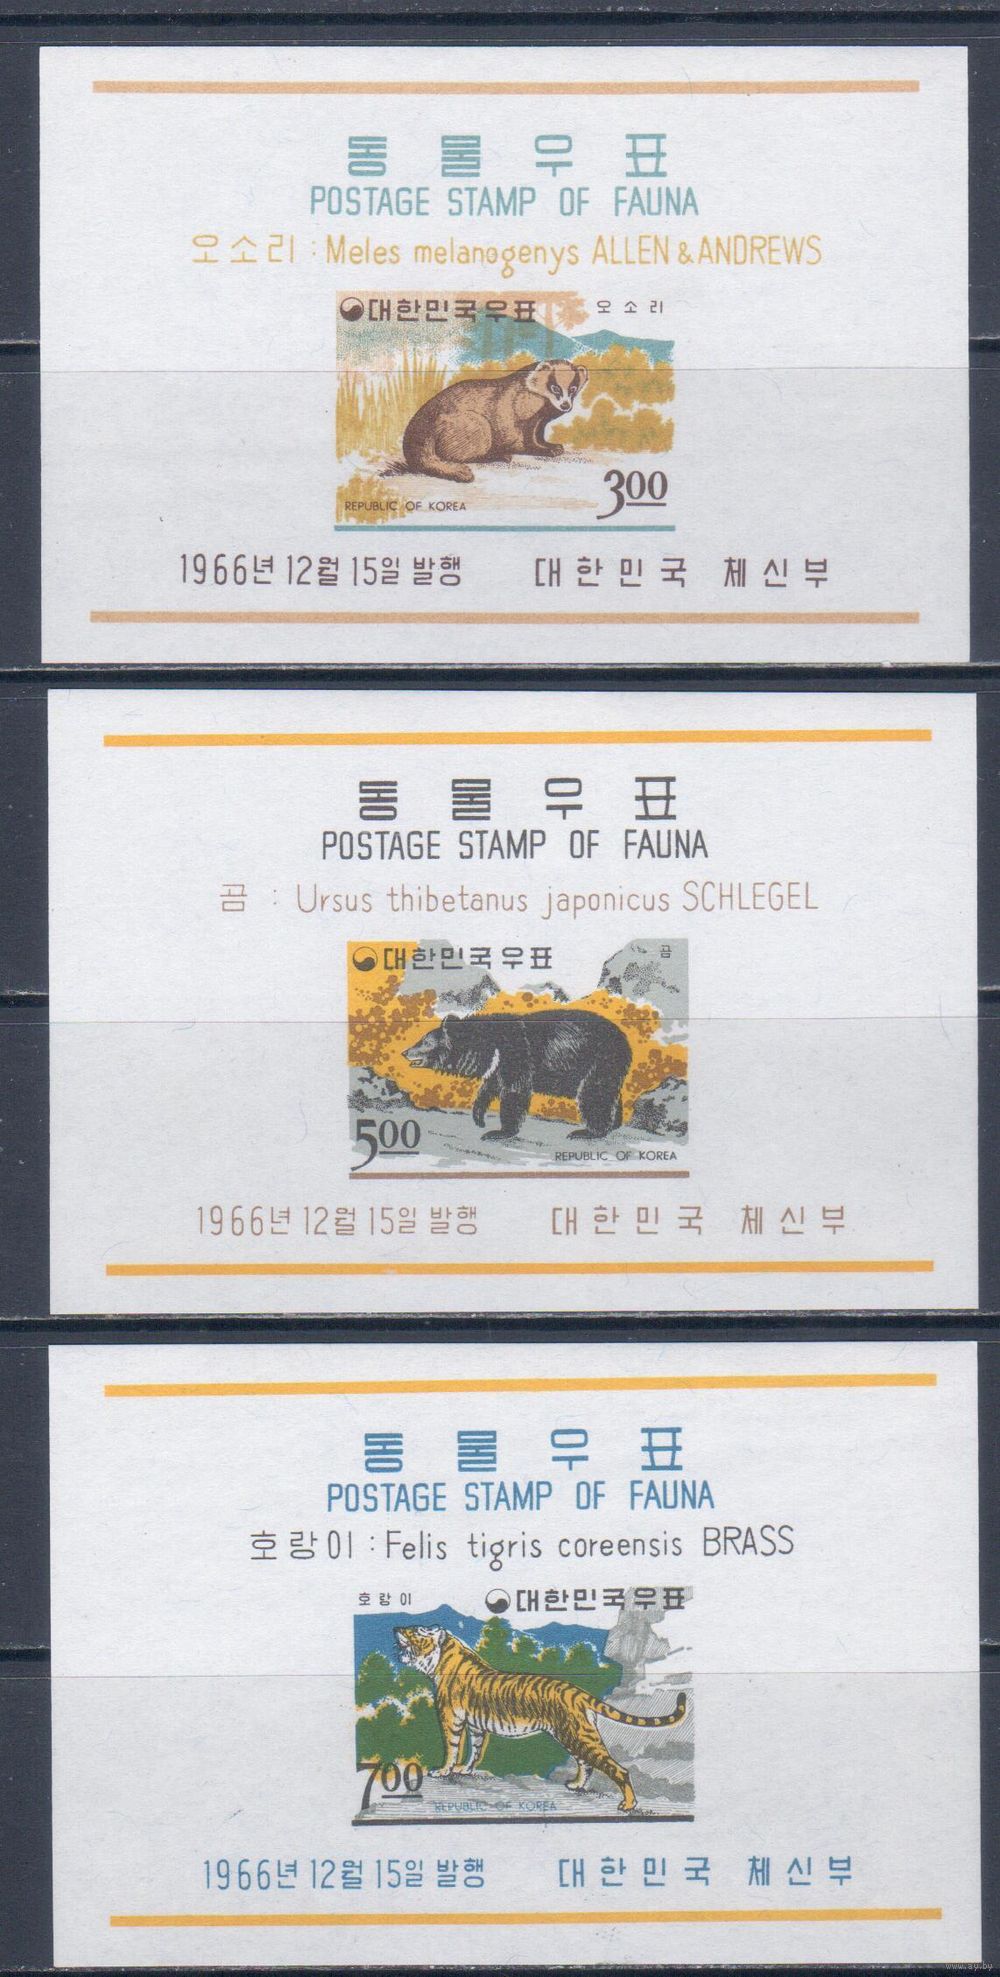 동물우표
POSTAGE STAMP OF FAUNA
오소리 : Meles melanogenys ALLEN & ANDREWS
대한민국우표 오소리
3.00
REPUBLIC OF KOREA
1966년 12월 15일 발행 대한민국 체신부
동물우표
POSTAGE STAMP OF FAUNA
곰 : Ursus thibetanus japonicus SCHLEGEL
대한민국우표 곰
5.00
REPUBLIC OF KOREA
1966년 12월 15일 발행 대한민국 체신부
동물우표
POSTAGE STAMP OF FAUNA
호랑이 : Felis tigris coreensis BRASS
호랑이 대한민국우표
7.00
REPUBLIC OF KOREA
1966년 12월 15일 발행 대한민국 체신부
www.ay.by